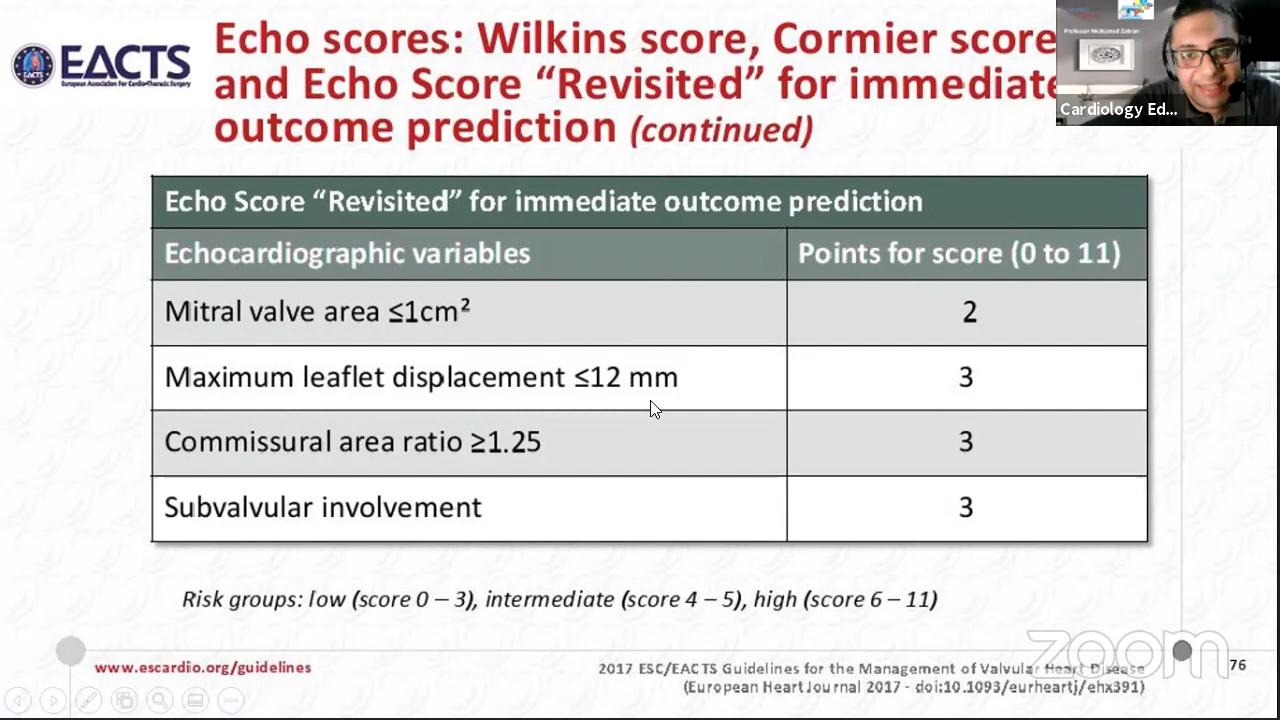 EACTS
European Association For Cardio-Thoracic Surgery
Echo scores: Wilkins score, Cormier score
and Echo Score “Revisited” for immediate
outcome prediction (continued)
Professor Mohamed Zahran
Cardiology Ed...
Echo Score “Revisited” for immediate outcome prediction
Echocardiographic variables
Points for score (0 to 11)
Mitral valve area ≤1cm²
2
Maximum leaflet displacement ≤12 mm
3
Commissural area ratio ≥1.25
3
Subvalvular involvement
3
Risk groups: low (score 0 – 3), intermediate (score 4 – 5), high (score 6 – 11)
www.escardio.org/guidelines
2017 ESC/EACTS Guidelines for the Management of Valvular Heart Disease
(European Heart Journal 2017 - doi:10.1093/eurheartj/ehx391)
zoom
76